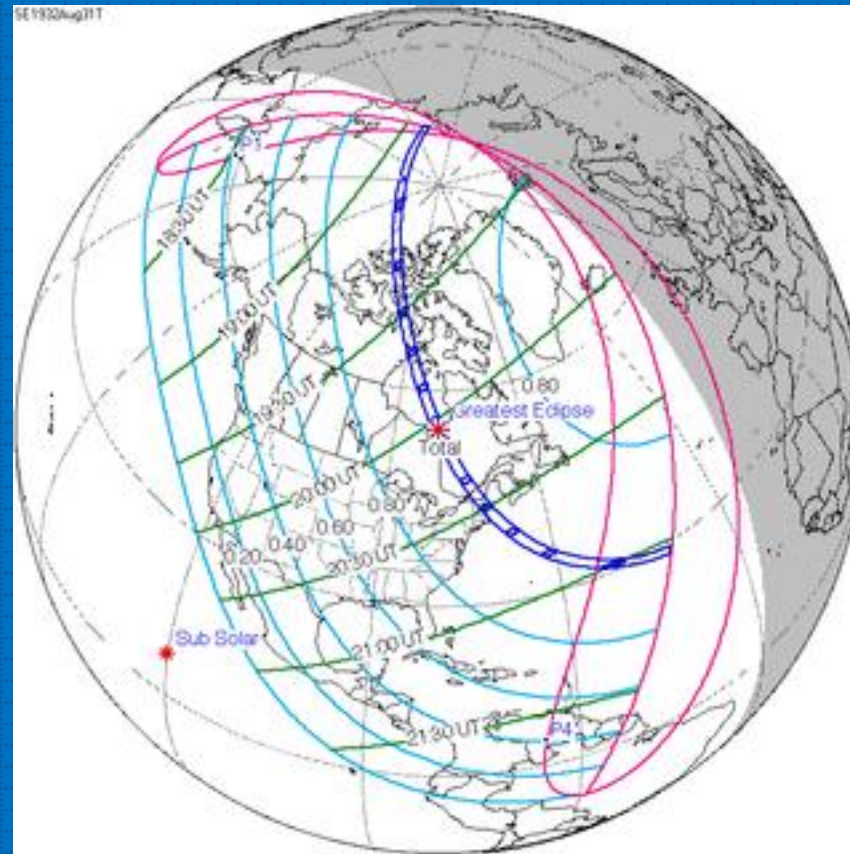 SE1932Aug31T
P1
18:30 UT
19:00 UT
19:30 UT
0.80
Greatest Eclipse
Total
20:00 UT
0.80
0.60
0.40
0.20
20:30 UT
Sub Solar
21:00 UT
21:30 UT
P4